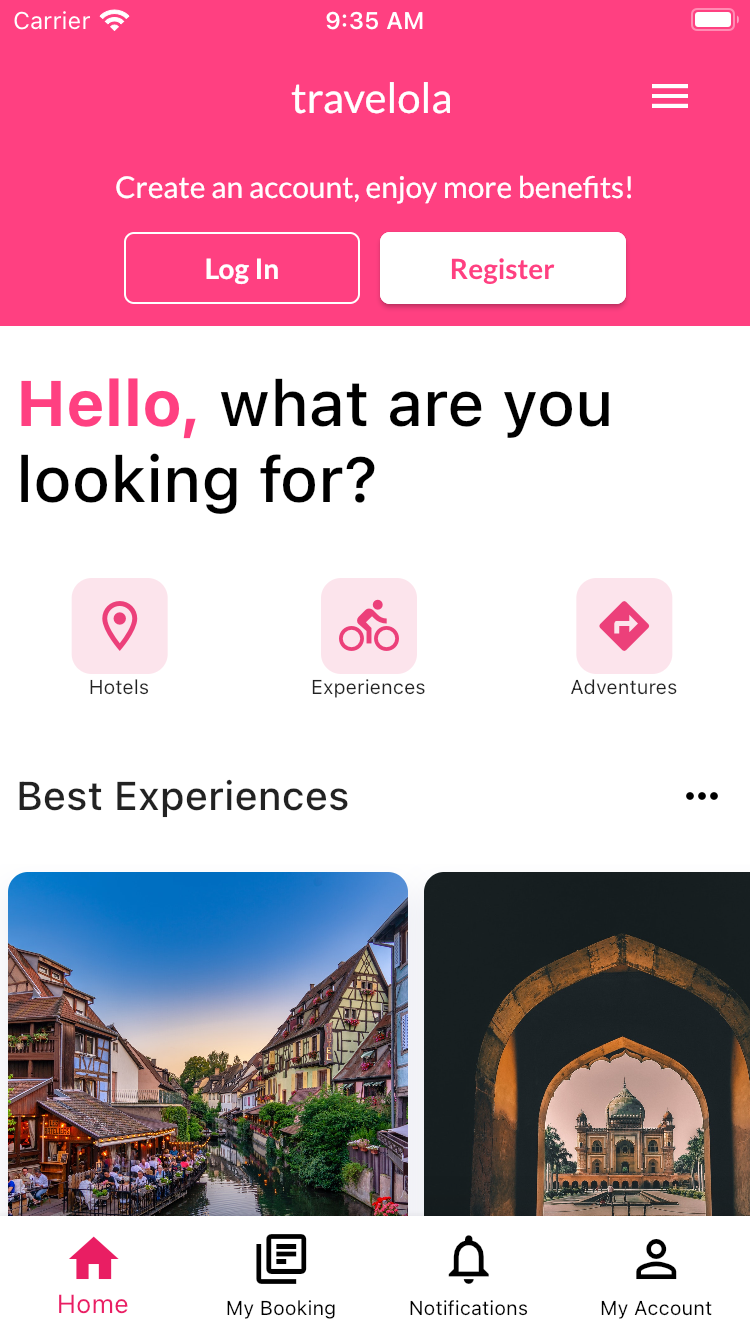 Carrier 9:35 AM
travelola
Create an account, enjoy more benefits!
Log In Register
Hello, what are you
looking for?
Hotels Experiences Adventures
Best Experiences
Home My Booking Notifications My Account